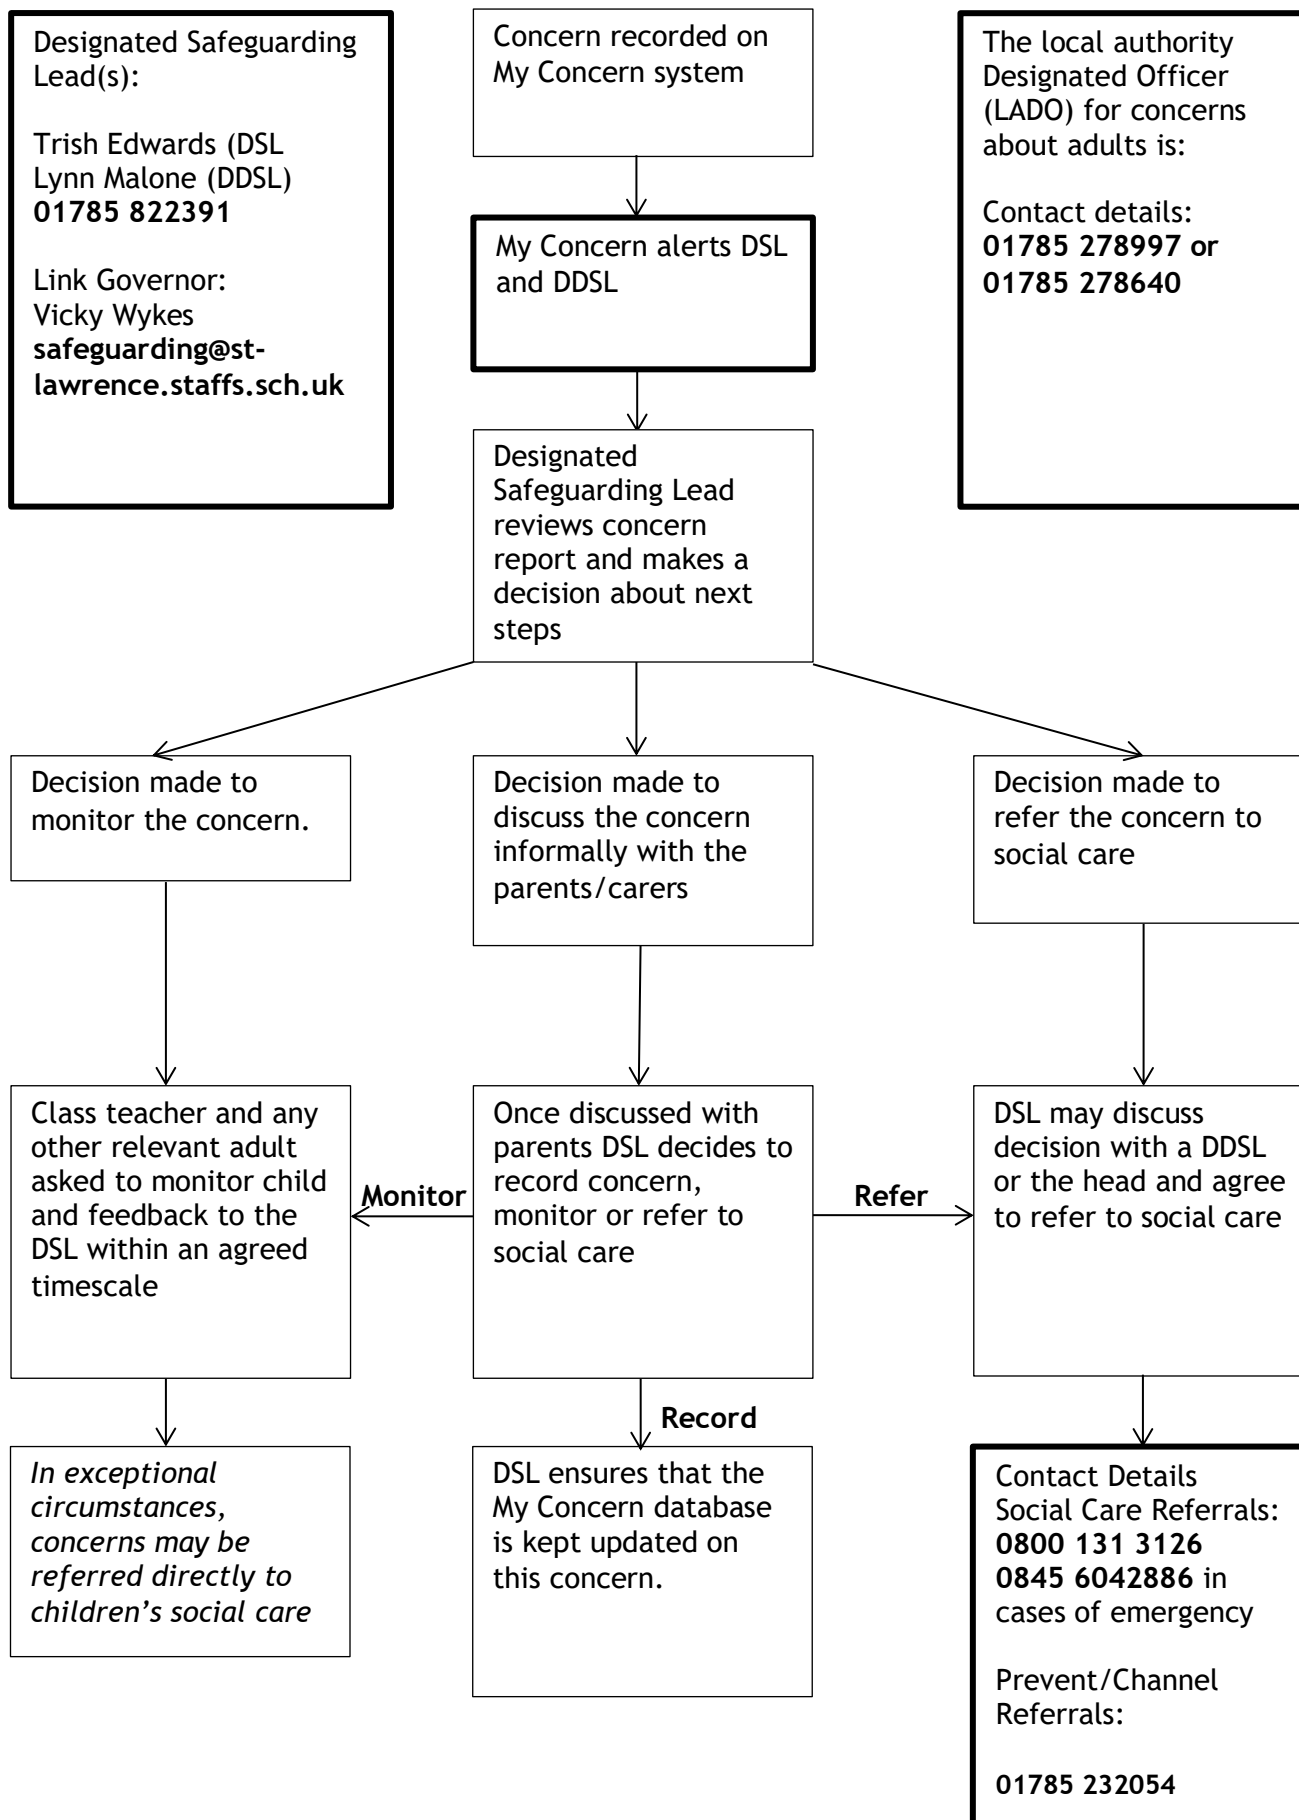 Designated Safeguarding
Lead(s):
Trish Edwards (DSL
Lynn Malone (DDSL)
01785 822391
Link Governor:
Vicky Wykes
safeguarding@st-
lawrence.staffs.sch.uk
Concern recorded on
My Concern system
The local authority
Designated Officer
(LADO) for concerns
about adults is:
Contact details:
01785 278997 or
01785 278640
My Concern alerts DSL
and DDSL
Designated
Safeguarding Lead
reviews concern
report and makes a
decision about next
steps
Decision made to
monitor the concern.
Decision made to
discuss the concern
informally with the
parents/carers
Decision made to
refer the concern to
social care
Class teacher and any
other relevant adult
asked to monitor child
and feedback to the
DSL within an agreed
timescale
Monitor
Once discussed with
parents DSL decides to
record concern,
monitor or refer to
social care
Refer
DSL may discuss
decision with a DDSL
or the head and agree
to refer to social care
Record
In exceptional
circumstances,
concerns may be
referred directly to
children’s social care
DSL ensures that the
My Concern database
is kept updated on
this concern.
Contact Details
Social Care Referrals:
0800 131 3126
0845 6042886 in
cases of emergency
Prevent/Channel
Referrals:
01785 232054